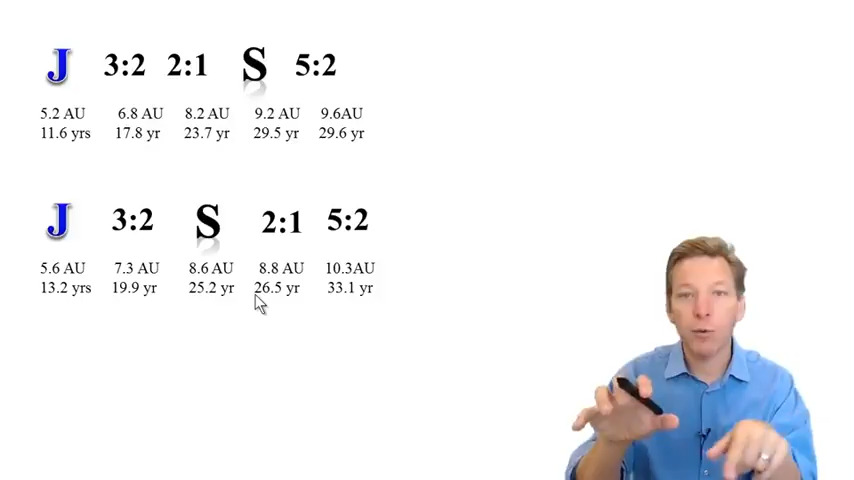 J 3:2 2:1 S 5:2
5.2 AU 6.8 AU 8.2 AU 9.2 AU 9.6AU
11.6 yrs 17.8 yr 23.7 yr 29.5 yr 29.6 yr
J 3:2 S 2:1 5:2
5.6 AU 7.3 AU 8.6 AU 8.8 AU 10.3AU
13.2 yrs 19.9 yr 25.2 yr 26.5 yr 33.1 yr